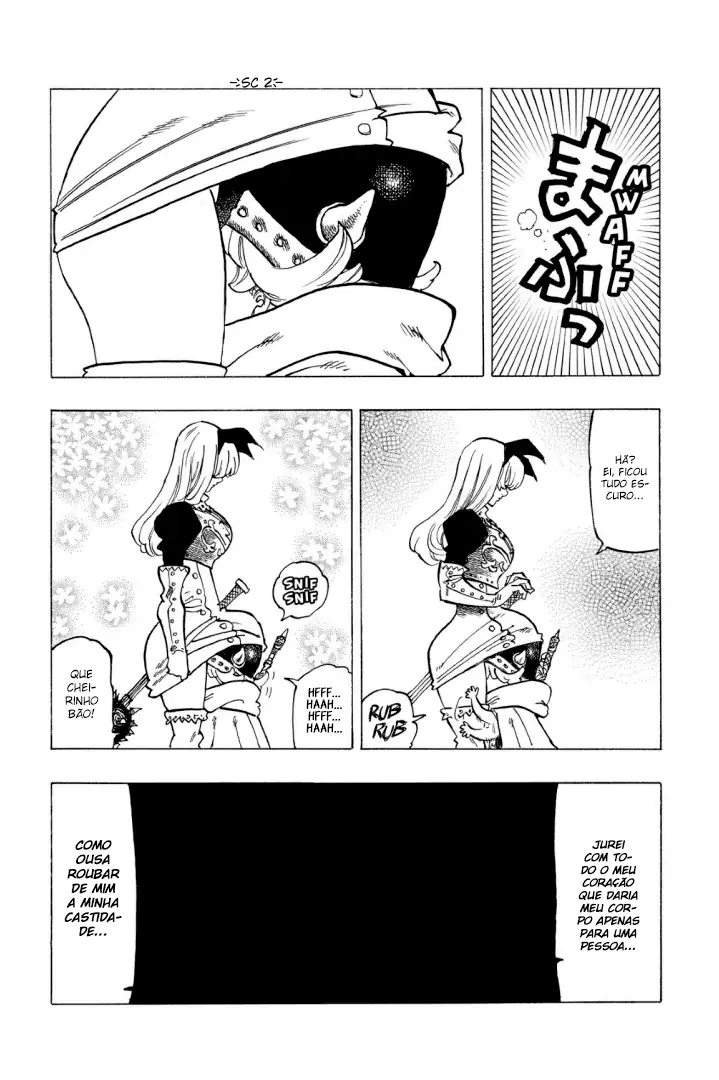 SC 2
まふっ
MWAFF
HÃ?
EI, FICOU
TUDO ES-
CURO...
RUB
RUB
SNIF
SNIF
HFFF...
HAAH...
HFFF...
HAAH...
QUE
CHEI-
RINHO
BÃO!
JUREI
COM TO-
DO O MEU
CORAÇÃO
QUE DARIA
MEU COR-
PO APENAS
PARA UMA
PESSOA...
COMO
OUSA
ROUBAR
DE MIM
A MINHA
CASTIDA-
DE...